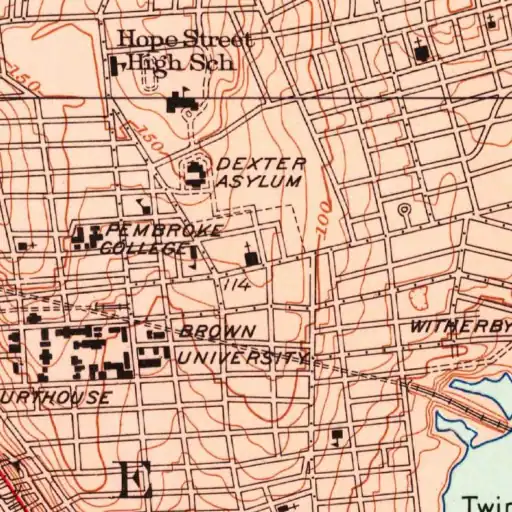 Hope Street
High Sch
150
150
DEXTER
ASYLUM
100
PEMBROKE
COLLEGE
114
BROWN
UNIVERSITY
WITHERBY
URTHOUSE
E
Twin